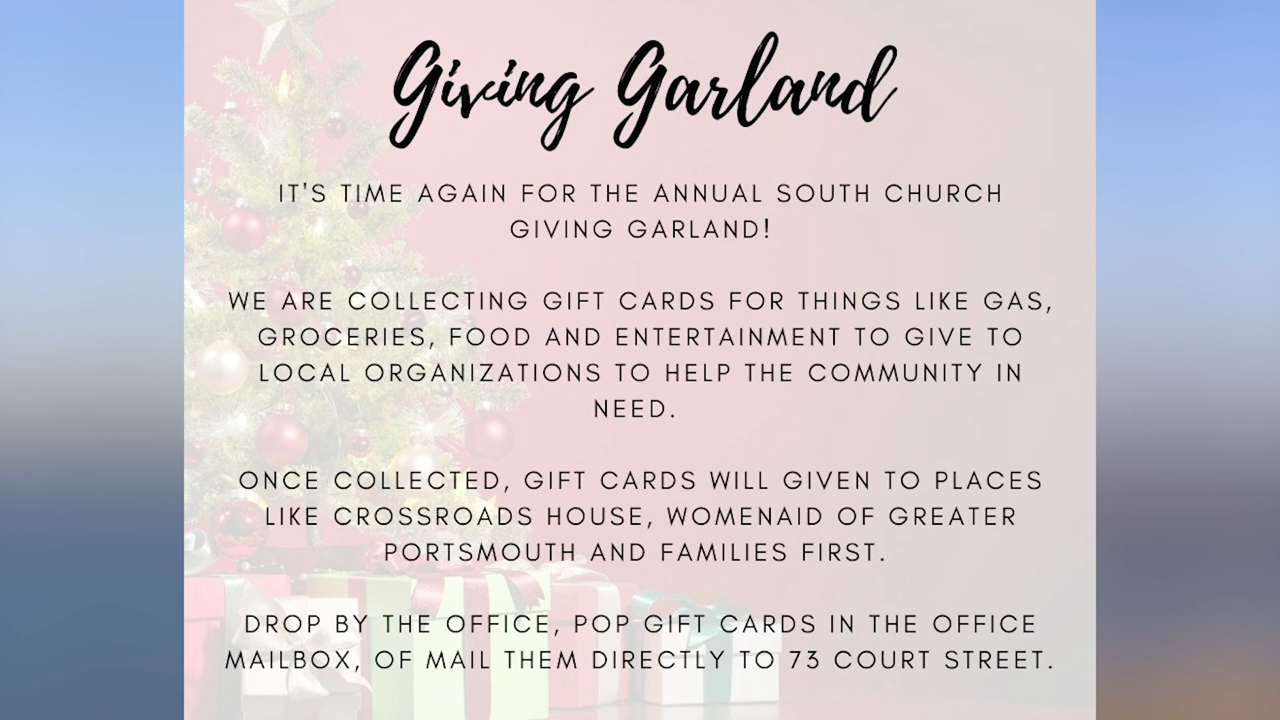 Giving Garland
IT'S TIME AGAIN FOR THE ANNUAL SOUTH CHURCH
GIVING GARLAND!
WE ARE COLLECTING GIFT CARDS FOR THINGS LIKE GAS,
GROCERIES, FOOD AND ENTERTAINMENT TO GIVE TO
LOCAL ORGANIZATIONS TO HELP THE COMMUNITY IN
NEED.
ONCE COLLECTED, GIFT CARDS WILL GIVEN TO PLACES
LIKE CROSSROADS HOUSE, WOMENAID OF GREATER
PORTSMOUTH AND FAMILIES FIRST.
DROP BY THE OFFICE, POP GIFT CARDS IN THE OFFICE
MAILBOX, OF MAIL THEM DIRECTLY TO 73 COURT STREET.